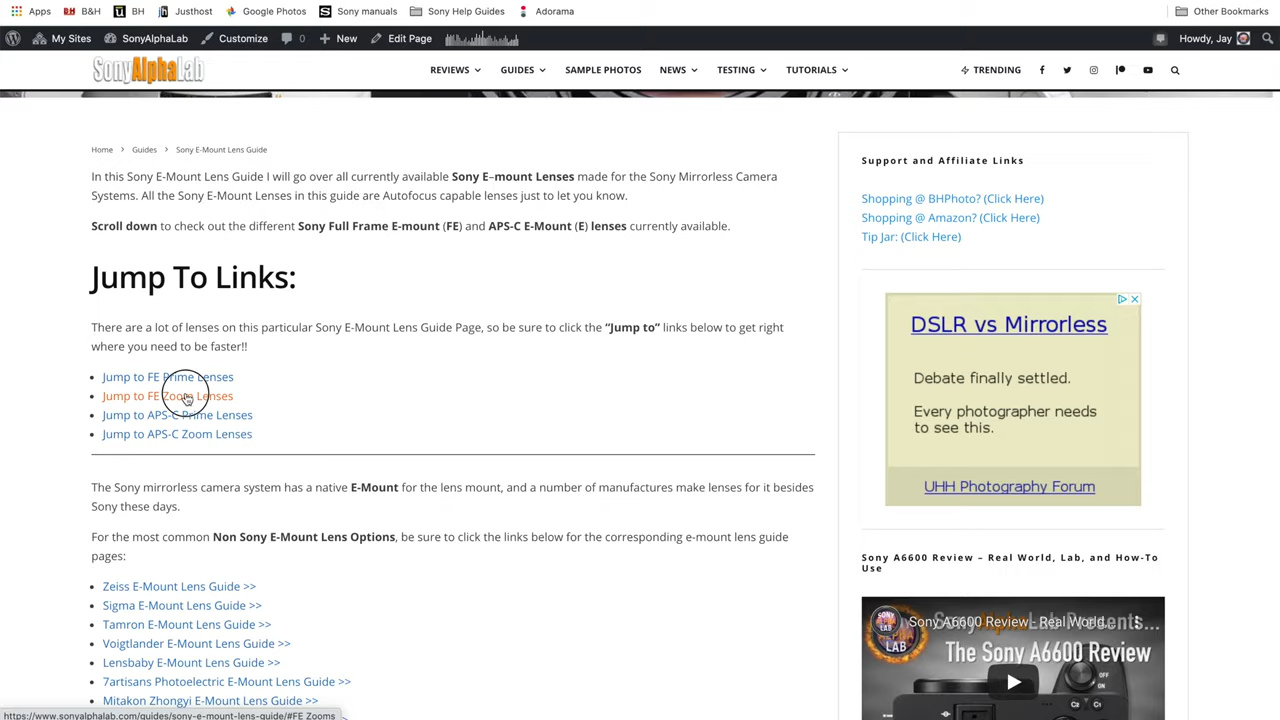 Apps B&H BH Justhost Google Photos Sony manuals Sony Help Guides Adorama Other Bookmarks
My Sites SonyAlphaLab Customize 0 New Edit Page Howdy, Jay
SonyAlphaLab REVIEWS GUIDES SAMPLE PHOTOS NEWS TESTING TUTORIALS TRENDING
Home > Guides > Sony E-Mount Lens Guide
In this Sony E-Mount Lens Guide I will go over all currently available Sony E–mount Lenses made for the Sony Mirrorless Camera
Systems. All the Sony E-Mount Lenses in this guide are Autofocus capable lenses just to let you know.
Scroll down to check out the different Sony Full Frame E-mount (FE) and APS-C E-Mount (E) lenses currently available.
Jump To Links:
There are a lot of lenses on this particular Sony E-Mount Lens Guide Page, so be sure to click the “Jump to” links below to get right
where you need to be faster!!
Jump to FE Prime Lenses
Jump to FE Zoom Lenses
Jump to APS-C Prime Lenses
Jump to APS-C Zoom Lenses
The Sony mirrorless camera system has a native E-Mount for the lens mount, and a number of manufactures make lenses for it besides
Sony these days.
For the most common Non Sony E-Mount Lens Options, be sure to click the links below for the corresponding e-mount lens guide
pages:
Zeiss E-Mount Lens Guide >>
Sigma E-Mount Lens Guide >>
Tamron E-Mount Lens Guide >>
Voigtlander E-Mount Lens Guide >>
Lensbaby E-Mount Lens Guide >>
7artisans Photoelectric E-Mount Lens Guide >>
Mitakon Zhongyi E-Mount Lens Guide >>
https://www.sonyalphalab.com/guides/sony-e-mount-lens-guide/#FE Zooms
Support and Affiliate Links
Shopping @ BHPhoto? (Click Here)
Shopping @ Amazon? (Click Here)
Tip Jar: (Click Here)
DSLR vs Mirrorless
Debate finally settled.
Every photographer needs
to see this.
UHH Photography Forum
Sony A6600 Review – Real World, Lab, and How-To
Use
SONY ALPHA LAB
Sony A6600 Review - Real World...
The Sony A6600 Review
ON
C2 C1